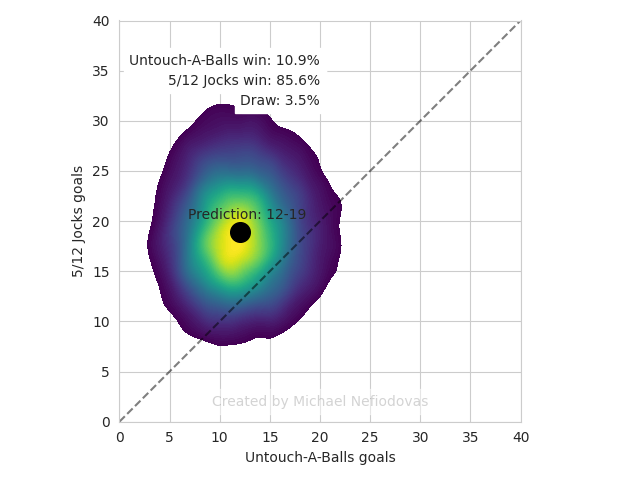 Untouch-A-Balls win: 10.9%
5/12 Jocks win: 85.6%
Draw: 3.5%
Prediction: 12-19
Created by Michael Nefiodovas
5/12 Jocks goals
40
35
30
25
20
15
10
5
0
0 5 10 15 20 25 30 35 40
Untouch-A-Balls goals